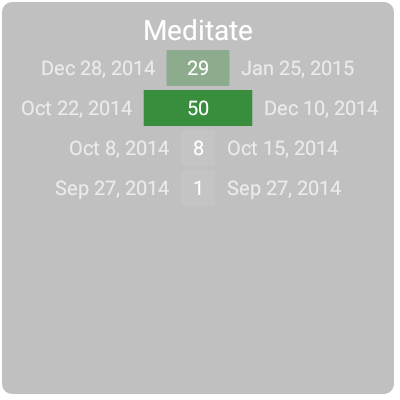 Meditate
Dec 28, 2014 29 Jan 25, 2015
Oct 22, 2014 50 Dec 10, 2014
Oct 8, 2014 8 Oct 15, 2014
Sep 27, 2014 1 Sep 27, 2014